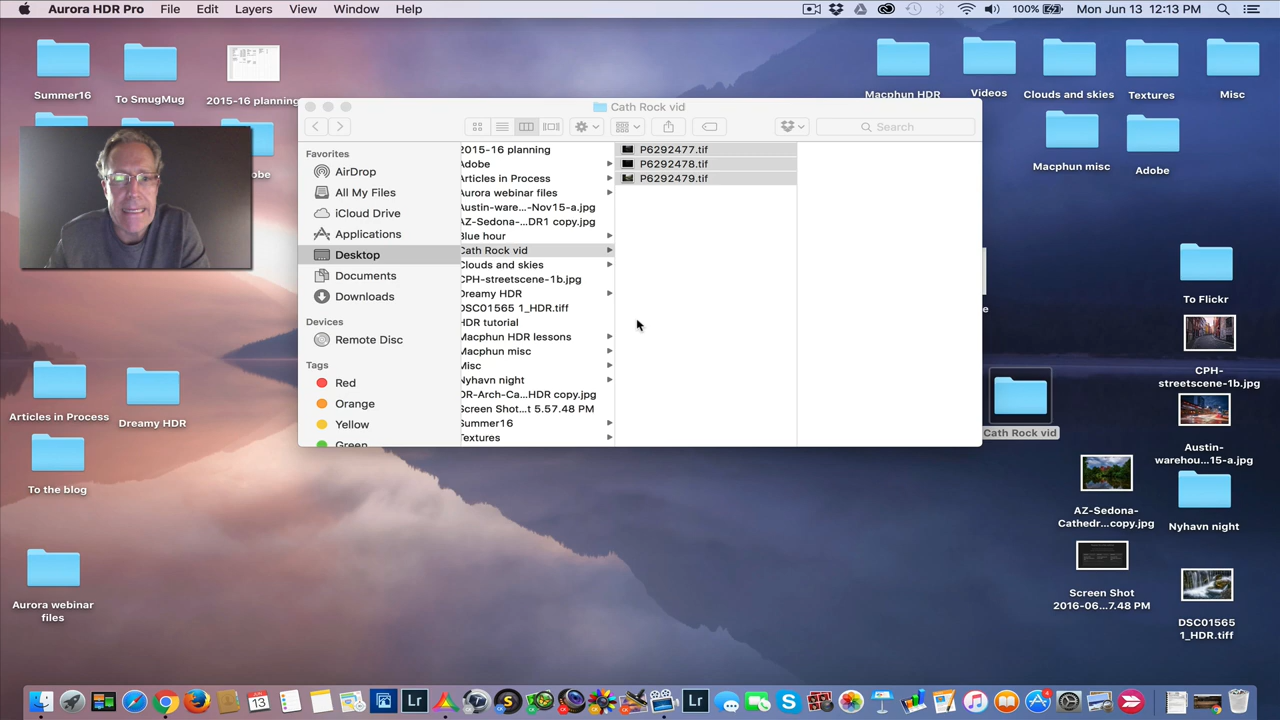 Aurora HDR Pro File Edit Layers View Window Help 100% Mon Jun 13 12:13 PM
Summer16
To SmugMug
2015-16 planning
Macphun HDR
Videos
Clouds and skies
Textures
Misc
Macphun misc
Adobe
Cath Rock vid
Search
Favorites
AirDrop
All My Files
iCloud Drive
Applications
Desktop
Documents
Downloads
Devices
Remote Disc
Tags
Red
Orange
Yellow
Green
2015-16 planning
Adobe
Articles in Process
Aurora webinar files
Austin-ware...-Nov15-a.jpg
AZ-Sedona-...DR1 copy.jpg
Blue hour
Cath Rock vid
Clouds and skies
CPH-streetscene-1b.jpg
Dreamy HDR
DSC01565 1_HDR.tiff
HDR tutorial
Macphun HDR lessons
Macphun misc
Misc
Nyhavn night
OR-Arch-Ca...HDR copy.jpg
Screen Shot...t 5.57.48 PM
Summer16
Textures
P6292477.tif
P6292478.tif
P6292479.tif
Articles in Process
Dreamy HDR
To the blog
Aurora webinar
files
To Flickr
CPH-
streetscene-1b.jpg
Cath Rock vid
Austin-
warehou...15-a.jpg
AZ-Sedona-
Cathedr...copy.jpg
Nyhavn night
Screen Shot
2016-06...7.48 PM
DSC01565
1_HDR.tiff
Lr
13
Lr